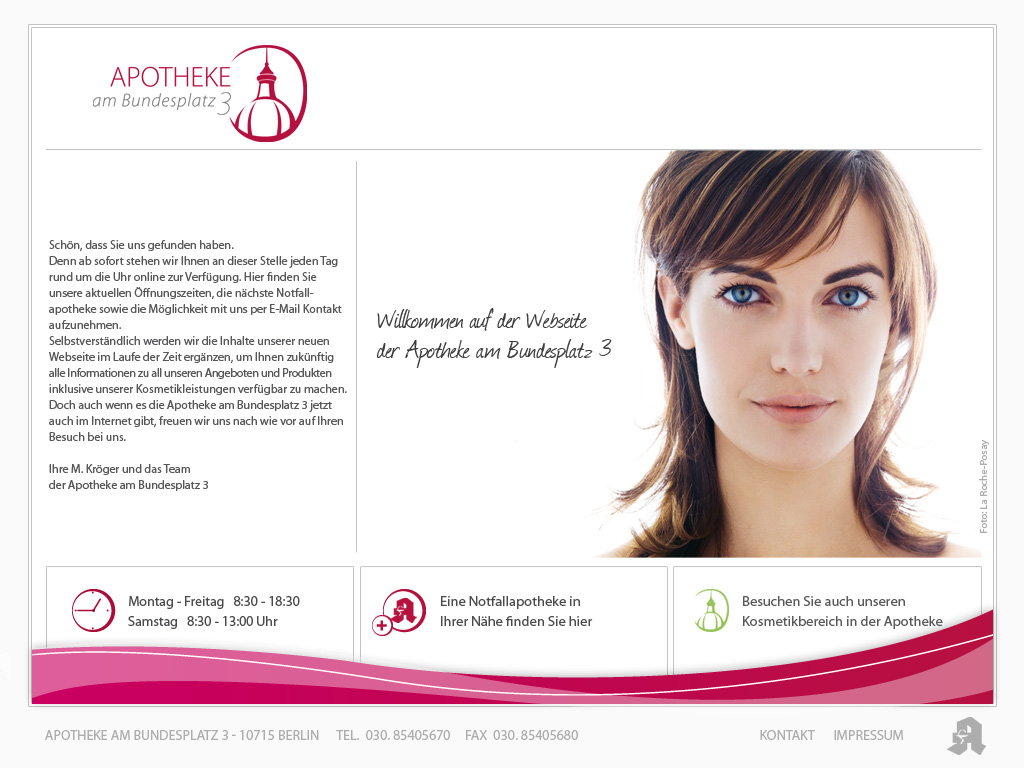 APOTHEKE
am Bundesplatz 3
Schön, dass Sie uns gefunden haben.
Denn ab sofort stehen wir Ihnen an dieser Stelle jeden Tag
rund um die Uhr online zur Verfügung. Hier finden Sie
unsere aktuellen Öffnungszeiten, die nächste Notfall-
apotheke sowie die Möglichkeit mit uns per E-Mail Kontakt
aufzunehmen.
Selbstverständlich werden wir die Inhalte unserer neuen
Webseite im Laufe der Zeit ergänzen, um Ihnen zukünftig
alle Informationen zu all unseren Angeboten und Produkten
inklusive unserer Kosmetikleistungen verfügbar zu machen.
Doch auch wenn es die Apotheke am Bundesplatz 3 jetzt
auch im Internet gibt, freuen wir uns nach wie vor auf Ihren
Besuch bei uns.
Ihre M. Kröger und das Team
der Apotheke am Bundesplatz 3
Willkommen auf der Webseite
der Apotheke am Bundesplatz 3
Foto: La Roche-Posay
Montag - Freitag 8:30 - 18:30
Samstag 8:30 - 13:00 Uhr
Eine Notfallapotheke in
Ihrer Nähe finden Sie hier
Besuchen Sie auch unseren
Kosmetikbereich in der Apotheke
APOTHEKE AM BUNDESPLATZ 3 - 10715 BERLIN TEL. 030. 85405670 FAX 030. 85405680
KONTAKT IMPRESSUM